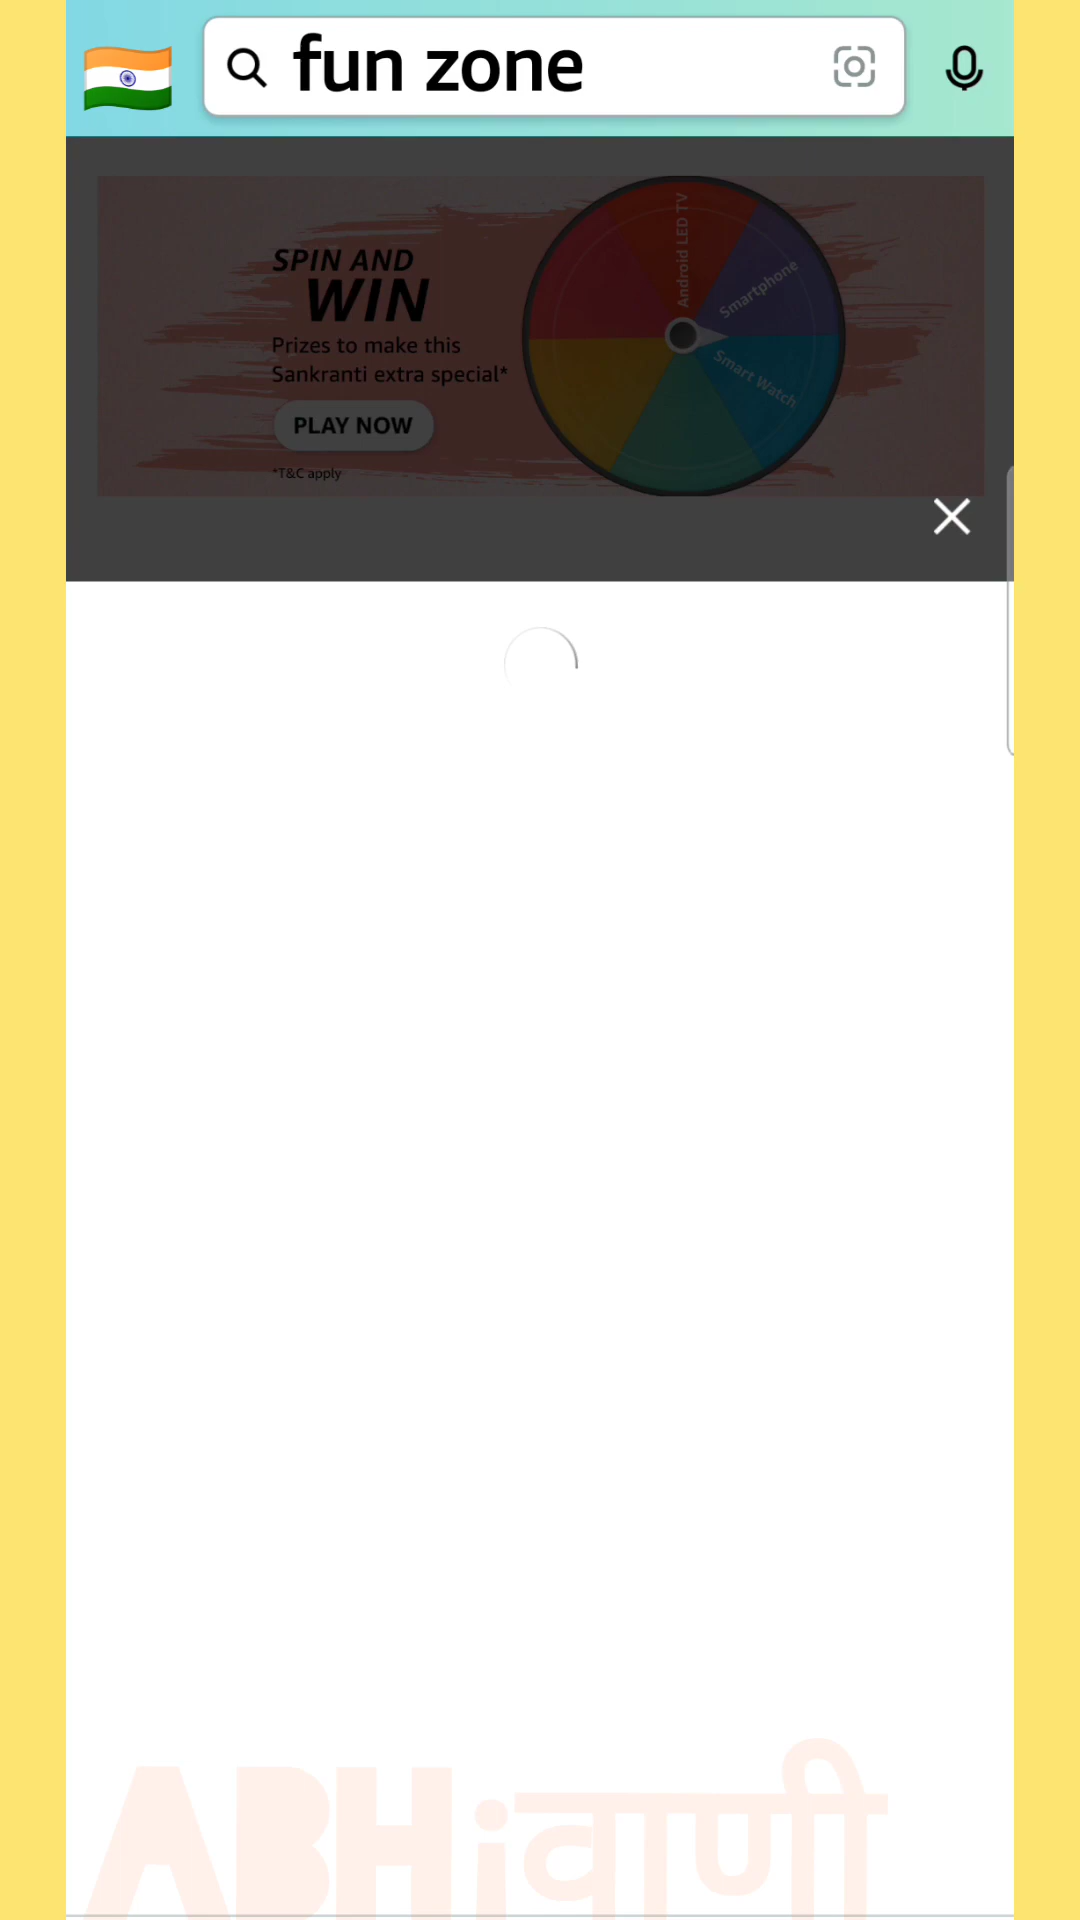 fun zone
SPIN AND
WIN
Prizes to make this
Sankranti extra special*
PLAY NOW
*T&C apply
Android LED TV
Smartphone
Smart Watch
ABHiवाणी